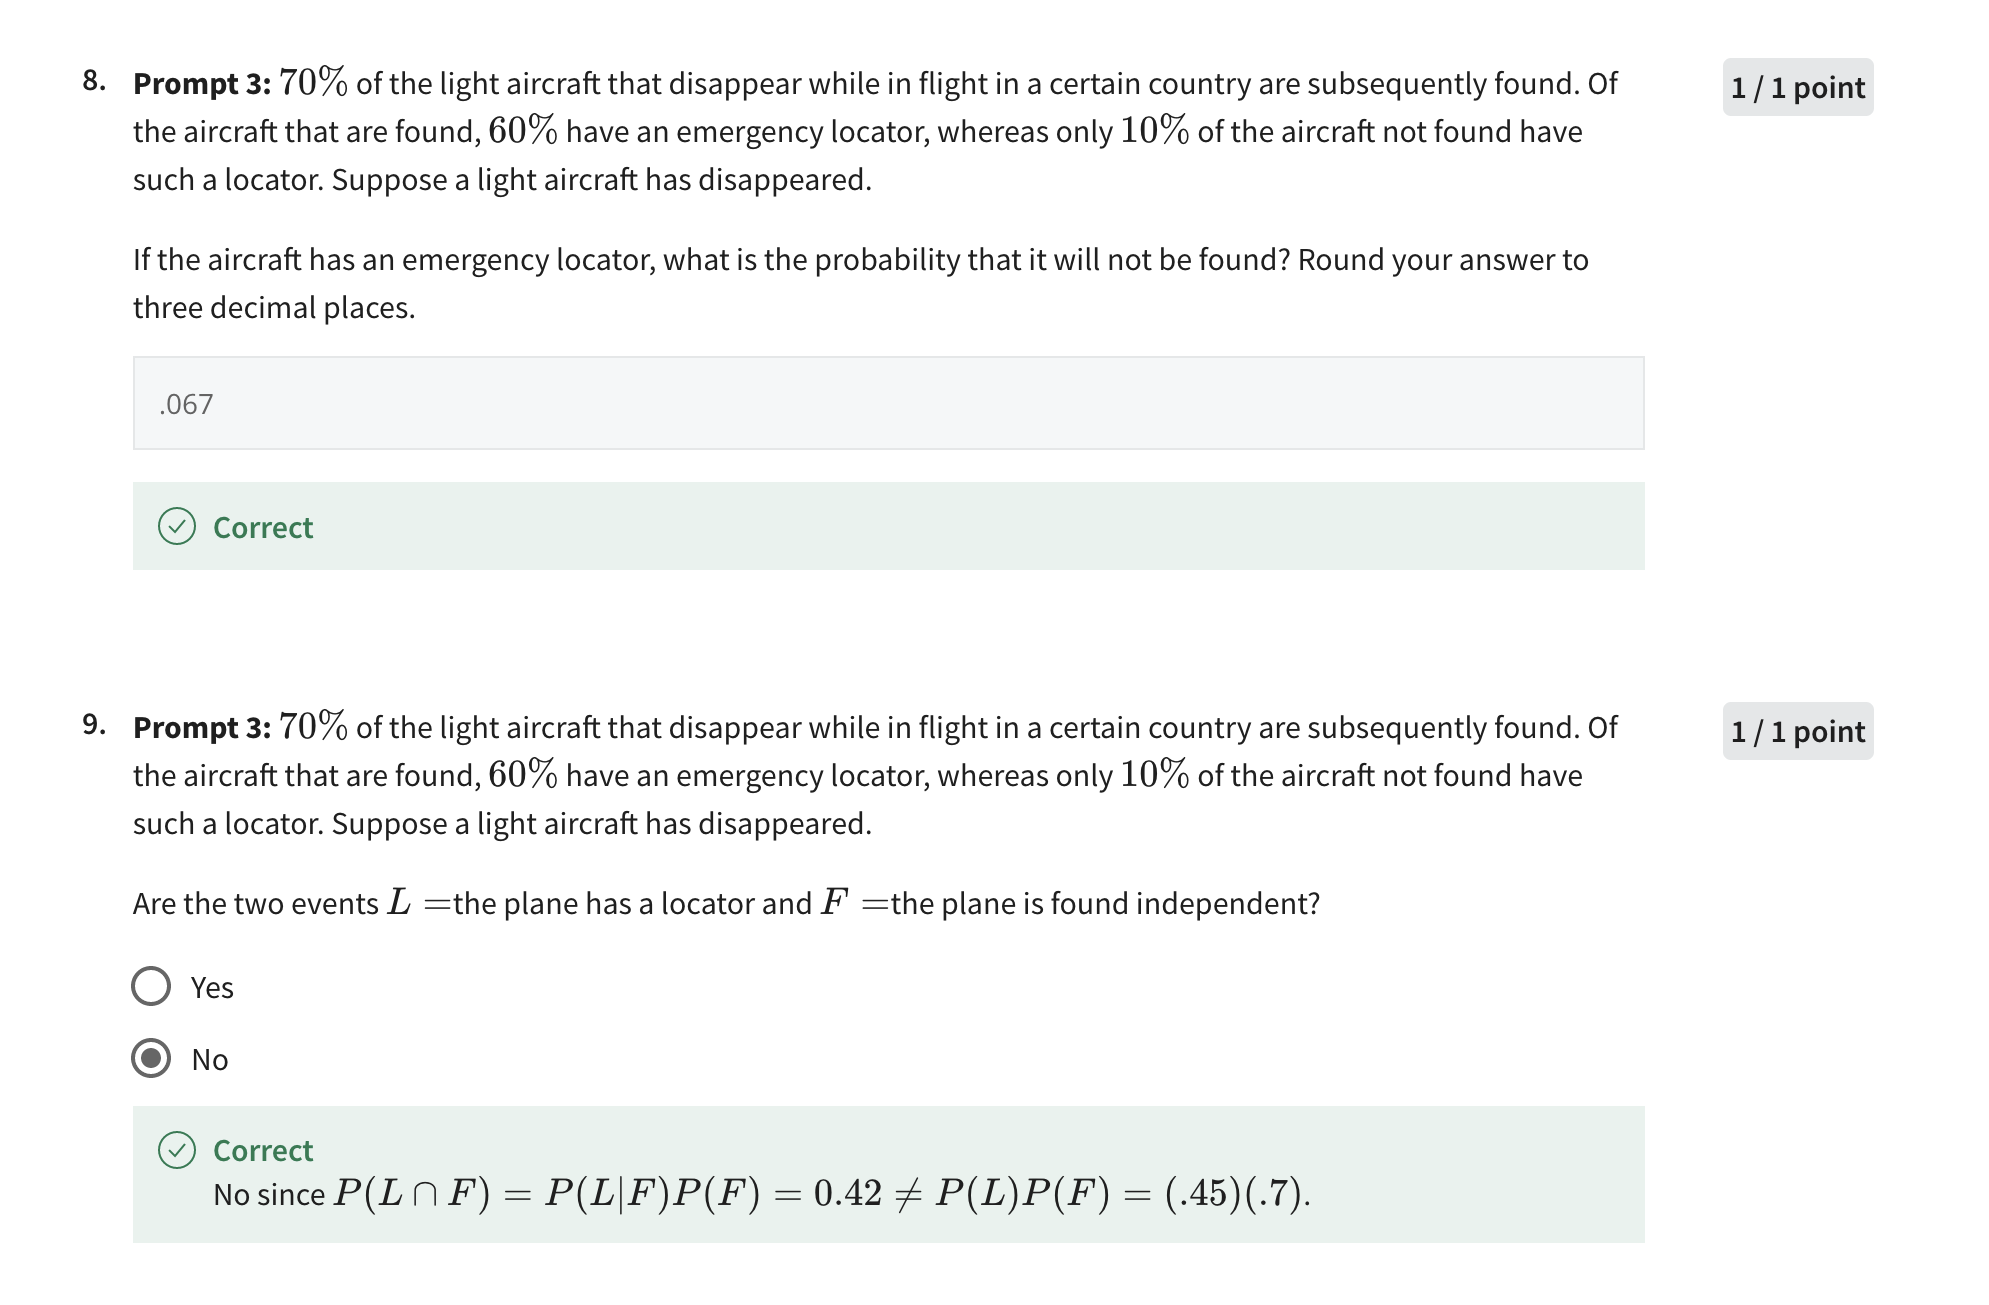 8. Prompt 3: 70% of the light aircraft that disappear while in flight in a certain country are subsequently found. Of
1 / 1 point
the aircraft that are found, 60% have an emergency locator, whereas only 10% of the aircraft not found have
such a locator. Suppose a light aircraft has disappeared.
If the aircraft has an emergency locator, what is the probability that it will not be found? Round your answer to
three decimal places.
.067
Correct
9. Prompt 3: 70% of the light aircraft that disappear while in flight in a certain country are subsequently found. Of
1 / 1 point
the aircraft that are found, 60% have an emergency locator, whereas only 10% of the aircraft not found have
such a locator. Suppose a light aircraft has disappeared.
Are the two events L =the plane has a locator and F =the plane is found independent?
Yes
No
Correct
No since P(L ∩ F) = P(L|F)P(F) = 0.42 ≠ P(L)P(F) = (.45)(.7).